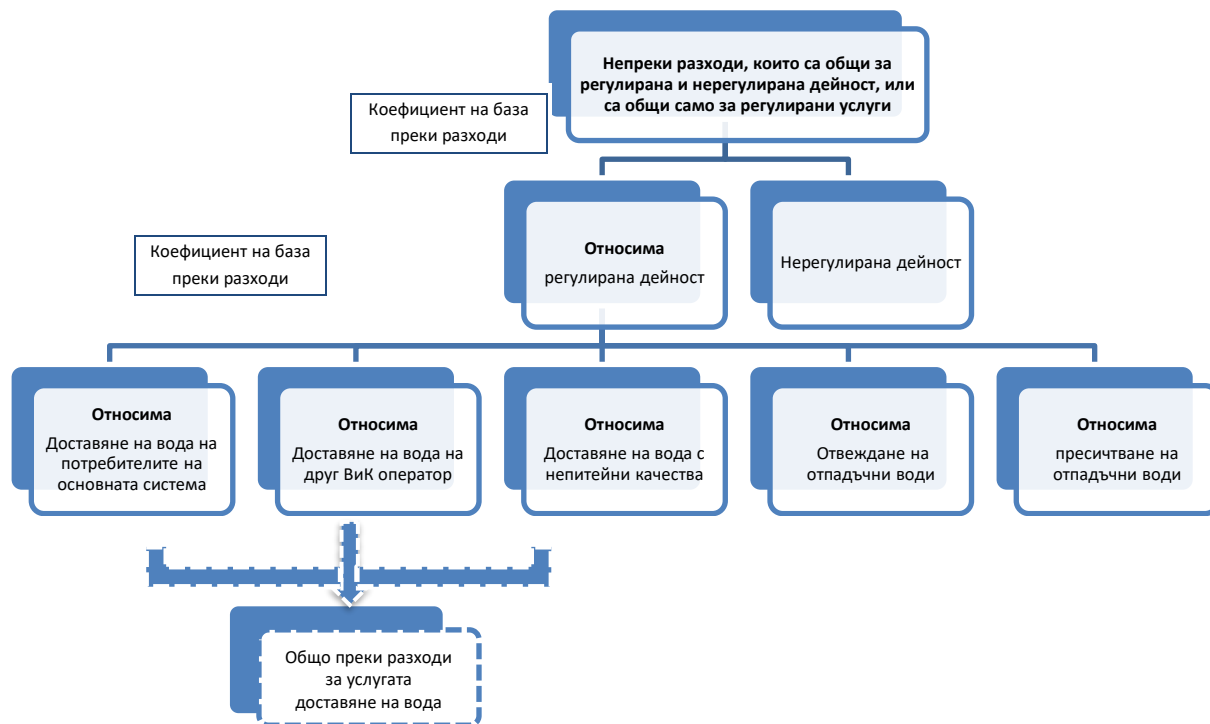 Непреки разходи, които са общи за
регулирана и нерегулирана дейност, или
са общи само за регулирани услуги
Коефициент на база
преки разходи
Относима
регулирана дейност
Нерегулирана дейност
Коефициент на база
преки разходи
Относима
Доставяне на вода на
потребителите на
основната система
Относима
Доставяне на вода на
друг ВиК оператор
Относима
Доставяне на вода с
непитейни качества
Относима
Отвеждане на
отпадъчни води
Относима
пресичтване на
отпадъчни води
Общо преки разходи
за услугата
доставяне на вода